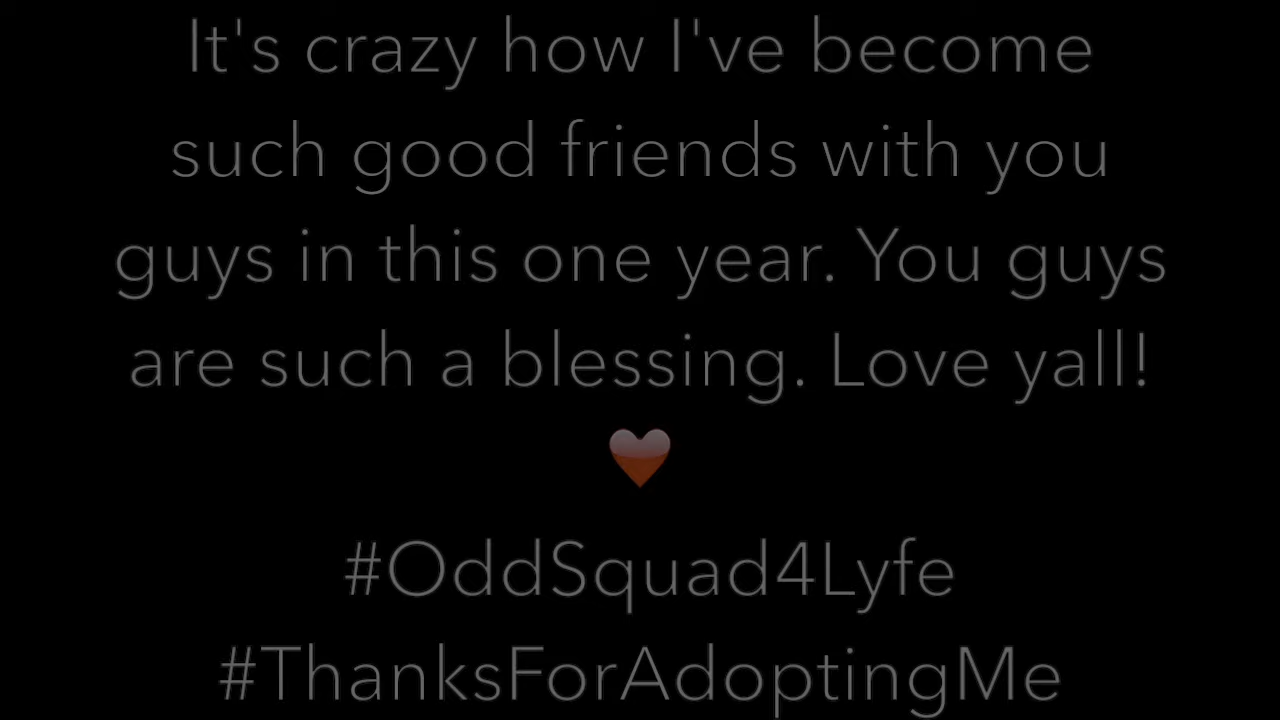 It's crazy how I've become
such good friends with you
guys in this one year. You guys
are such a blessing. Love yall!
🧡
#OddSquad4Lyfe
#ThanksForAdoptingMe